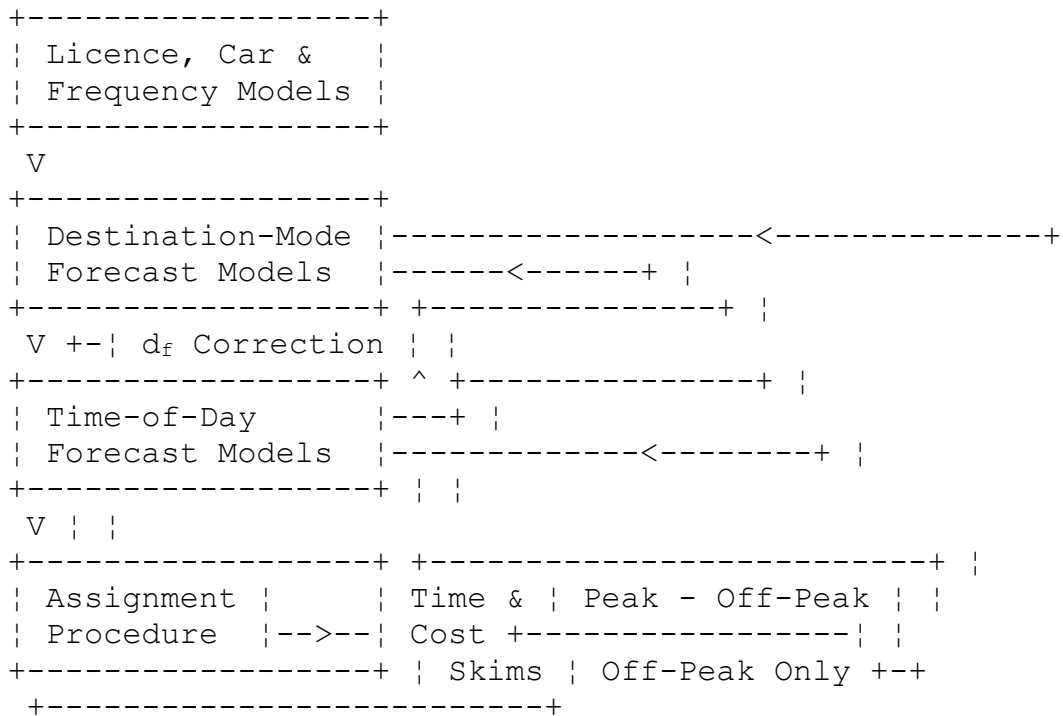 +------------------+
¦ Licence, Car &   ¦
¦ Frequency Models ¦
+------------------+
 V
+------------------+
¦ Destination-Mode ¦-------------------<--------------+
¦ Forecast Models  ¦------<------+ ¦
+------------------+ +---------------+ ¦
 V +-¦ df Correction ¦ ¦
+------------------+ ^ +---------------+ ¦
¦ Time-of-Day      ¦---+ ¦
¦ Forecast Models  ¦-------------<--------+ ¦
+------------------+ ¦ ¦
 V ¦ ¦
+------------------+ +--------------------------+ ¦
¦ Assignment ¦     ¦ Time & ¦ Peak - Off-Peak ¦ ¦
¦ Procedure  ¦-->--¦ Cost +-----------------¦ ¦
+------------------+ ¦ Skims ¦ Off-Peak Only +-+
 +--------------------------+